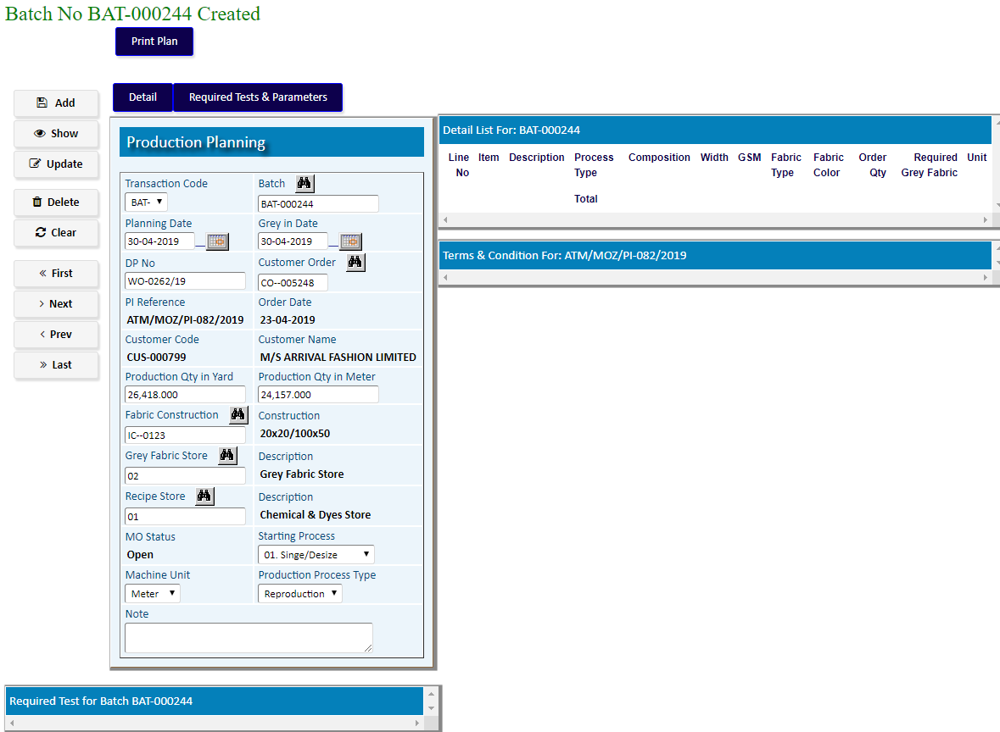 Batch No BAT-000244 Created
Print Plan
Add
Show
Update
Delete
Clear
First
Next
Prev
Last
Detail
Required Tests & Parameters
Production Planning
Transaction Code Batch
BAT- BAT-000244
Planning Date Grey in Date
30-04-2019 30-04-2019
DP No Customer Order
WO-0262/19 CO--005248
PI Reference Order Date
ATM/MOZ/PI-082/2019 23-04-2019
Customer Code Customer Name
CUS-000799 M/S ARRIVAL FASHION LIMITED
Production Qty in Yard Production Qty in Meter
26,418.000 24,157.000
Fabric Construction Construction
IC--0123 20x20/100x50
Grey Fabric Store Description
02 Grey Fabric Store
Recipe Store Description
01 Chemical & Dyes Store
MO Status Starting Process
Open 01. Singe/Desize
Machine Unit Production Process Type
Meter Reproduction
Note
Detail List For: BAT-000244
Line Item Description Process Composition Width GSM Fabric Fabric Order Required Unit
No Type Type Color Qty Grey Fabric
Total
Terms & Condition For: ATM/MOZ/PI-082/2019
Required Test for Batch BAT-000244